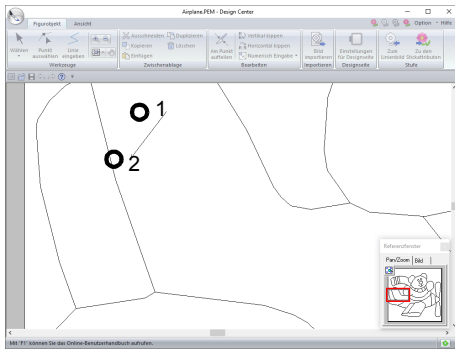 Airplane.PEM - Design Center
Figurobjekt Ansicht
Option Hilfe
Wählen
Punkt auswählen
Linie eingeben
Werkzeuge
Ausschneiden Duplizieren
Kopieren Löschen
Einfügen
Zwischenablage
Am Punkt aufteilen
Vertikal kippen
Horizontal kippen
Numerisch Eingabe
Bearbeiten
Bild importieren
Importieren
Einstellungen für Designseite
Designseite
Zum Linienbild
Zu den Stickattributen
Stufe
1
2
Referenzfenster
Pan/Zoom Bild
Mit "F1" können Sie das Online-Benutzerhandbuch aufrufen.